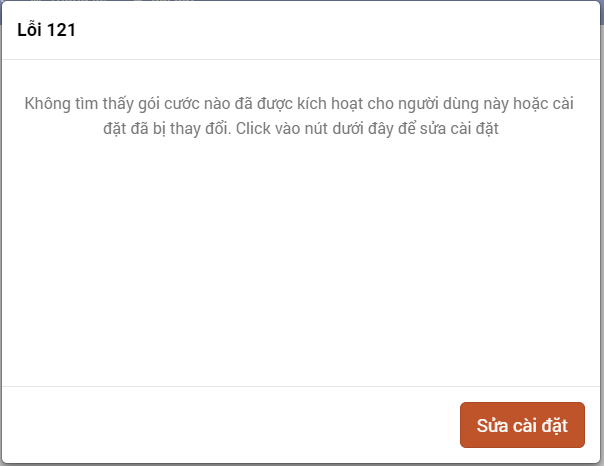 Lỗi 121
Không tìm thấy gói cước nào đã được kích hoạt cho người dùng này hoặc cài
đặt đã bị thay đổi. Click vào nút dưới đây để sửa cài đặt
Sửa cài đặt